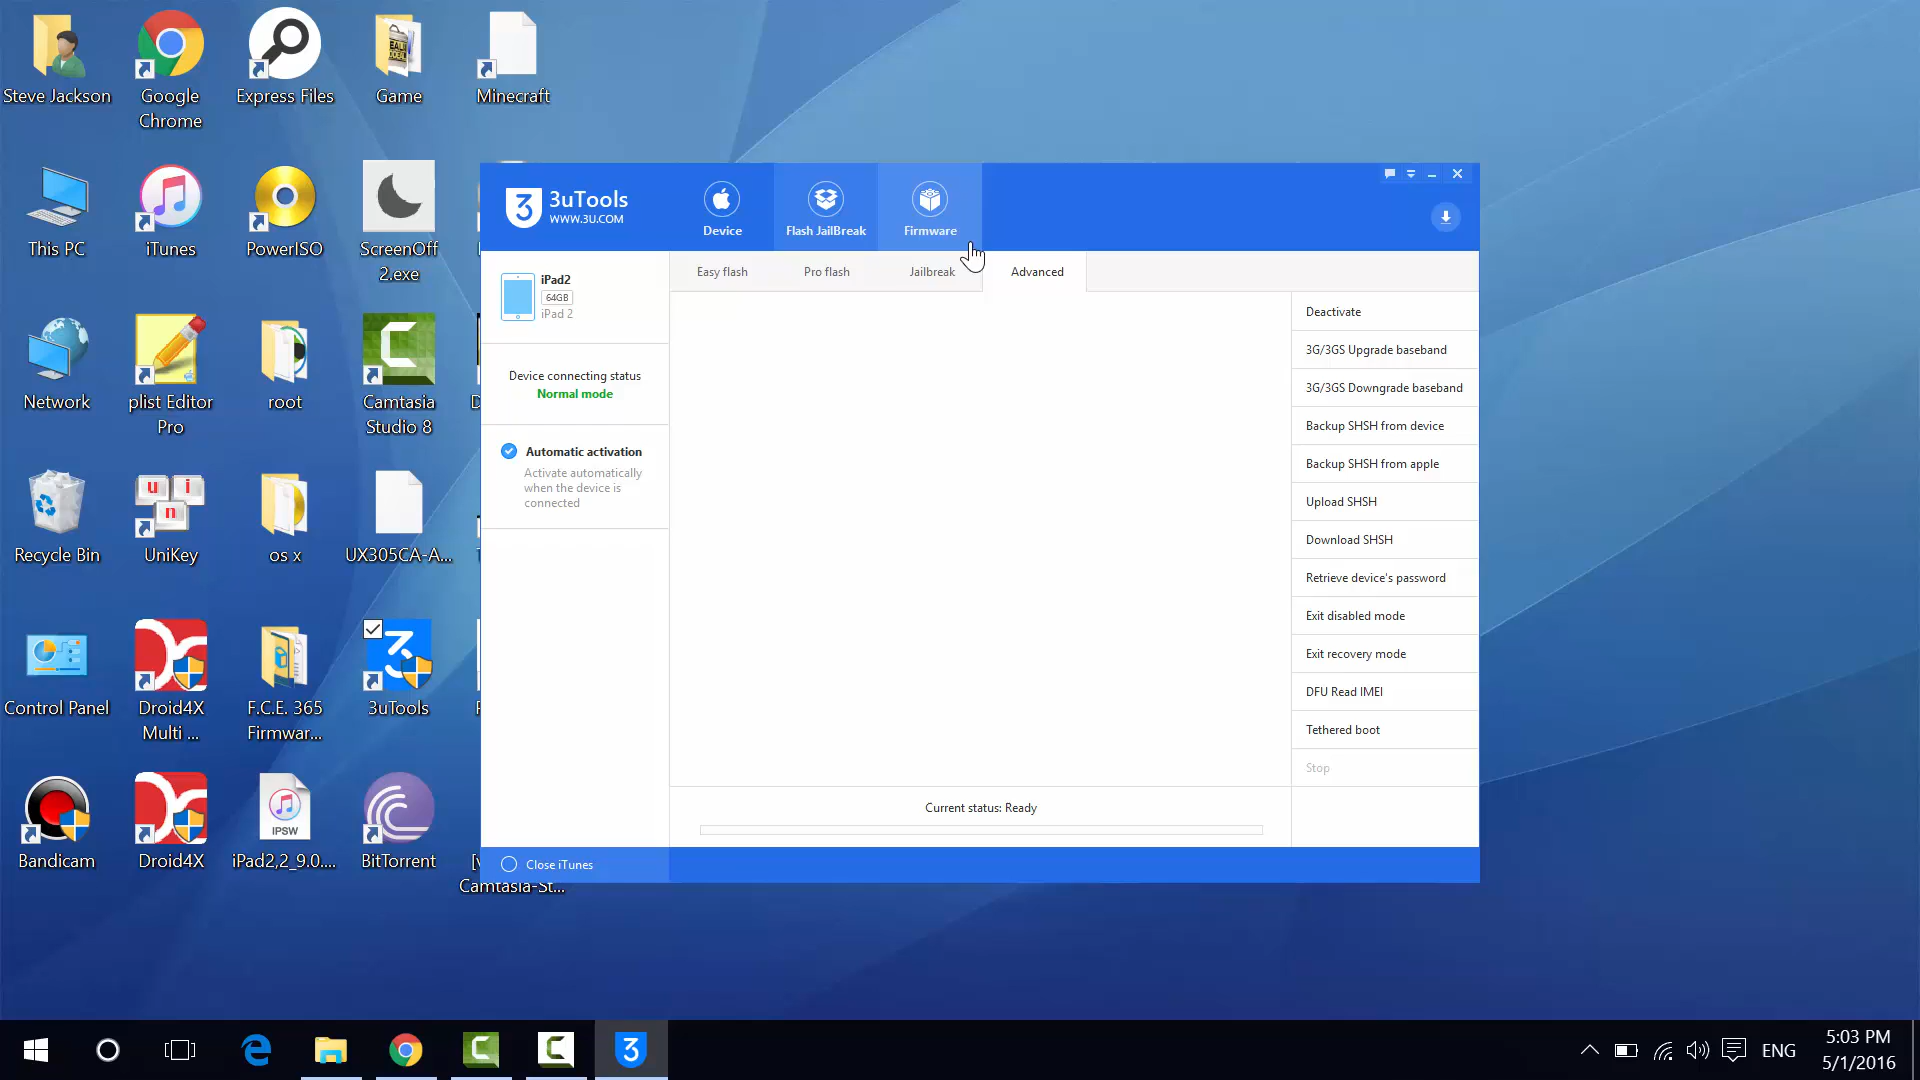 Steve Jackson
Google
Chrome
Express Files
Game
Minecraft
This PC
iTunes
PowerISO
ScreenOff
2.exe
Network
plist Editor
Pro
root
Camtasia
Studio 8
Recycle Bin
u i
n
UniKey
os x
UX305CA-A...
Control Panel
Droid4X
Multi ...
F.C.E. 365
Firmwar...
3uTools
Bandicam
Droid4X
IPSW
iPad2,2_9.0....
BitTorrent
Camtasia-St...
3 3uTools
WWW.3U.COM
Device
Flash JailBreak
Firmware
iPad2
64GB
iPad 2
Device connecting status
Normal mode
Automatic activation
Activate automatically
when the device is
connected
Easy flash
Pro flash
Jailbreak
Advanced
Deactivate
3G/3GS Upgrade baseband
3G/3GS Downgrade baseband
Backup SHSH from device
Backup SHSH from apple
Upload SHSH
Download SHSH
Retrieve device's password
Exit disabled mode
Exit recovery mode
DFU Read IMEI
Tethered boot
Stop
Current status: Ready
Close iTunes
ENG
5:03 PM
5/1/2016